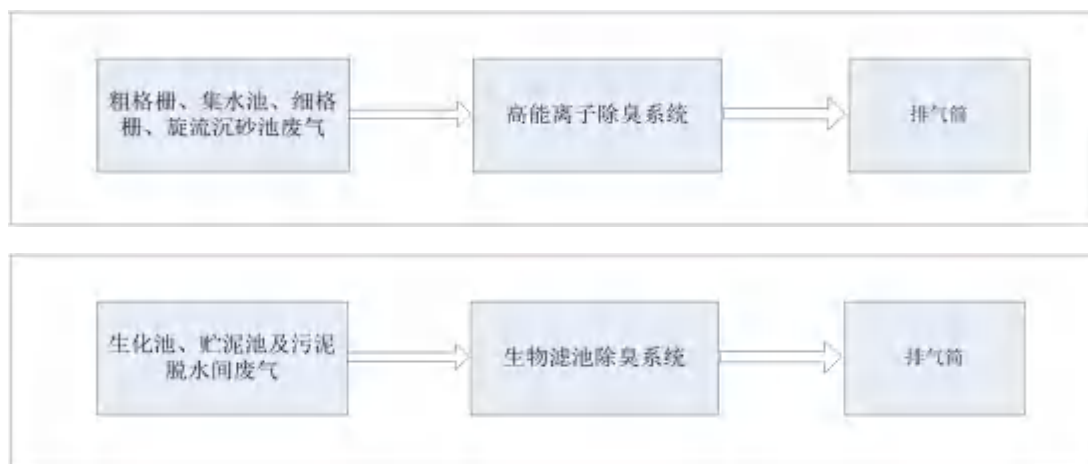 粗格栅、集水池、细格
栅、旋流沉砂池废气
高能离子除臭系统
排气筒
生化池、贮泥池及污泥
脱水间废气
生物滤池除臭系统
排气筒